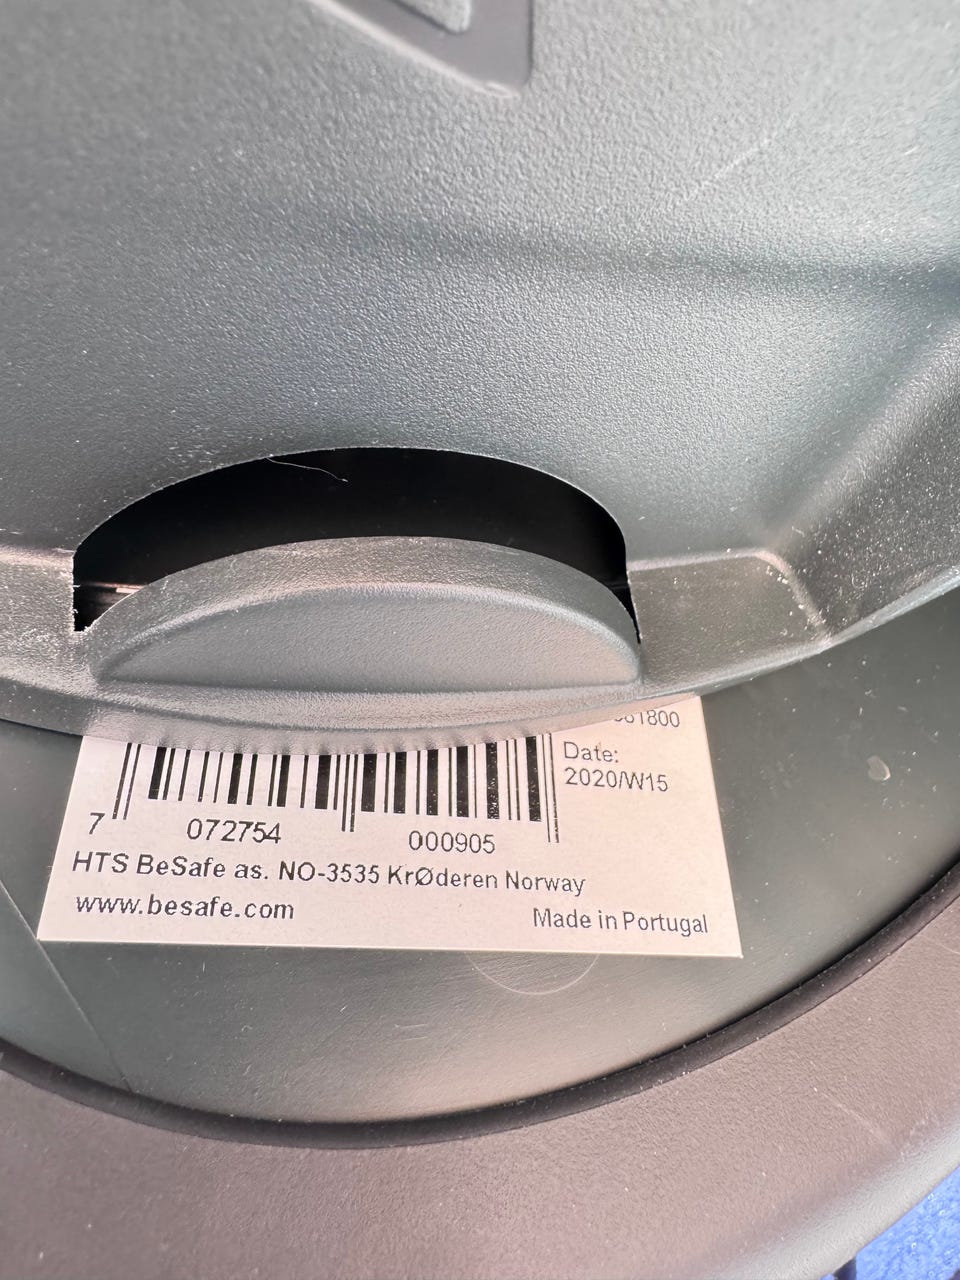 1800
Date:
2020/W15
7 072754 000905
HTS BeSafe as. NO-3535 KrØderen Norway
www.besafe.com
Made in Portugal